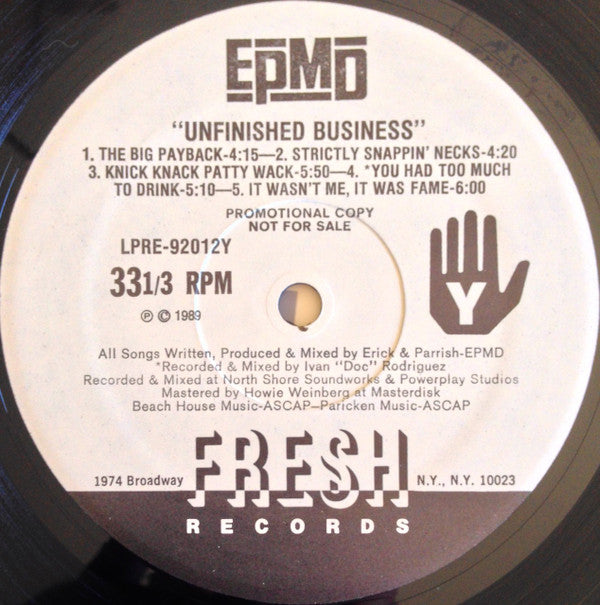 EPMD
"UNFINISHED BUSINESS"
1. THE BIG PAYBACK-4:15—2. STRICTLY SNAPPIN' NECKS-4:20
3. KNICK KNACK PATTY WACK-5:50—4. *YOU HAD TOO MUCH
TO DRINK-5:10—5. IT WASN'T ME, IT WAS FAME-6:00
PROMOTIONAL COPY
NOT FOR SALE
LPRE-92012Y
33 1/3 RPM
Ⓟ © 1989
Y
All Songs Written, Produced & Mixed by Erick & Parrish-EPMD
*Recorded & Mixed by Ivan "Doc" Rodriguez
Recorded & Mixed at North Shore Soundworks & Powerplay Studios
Mastered by Howie Weinberg at Masterdisk
Beach House Music-ASCAP–Paricken Music-ASCAP
1974 Broadway FRESH N.Y., N.Y. 10023
RECORDS